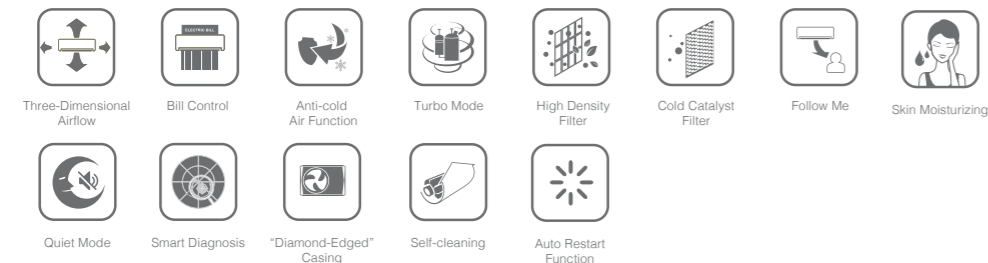 ELECTRIC BILL
Three-Dimensional
Airflow
Bill Control
Anti-cold
Air Function
Turbo Mode
High Density
Filter
Cold Catalyst
Filter
Follow Me
Skin Moisturizing
Quiet Mode
Smart Diagnosis
“Diamond-Edged”
Casing
Self-cleaning
Auto Restart
Function